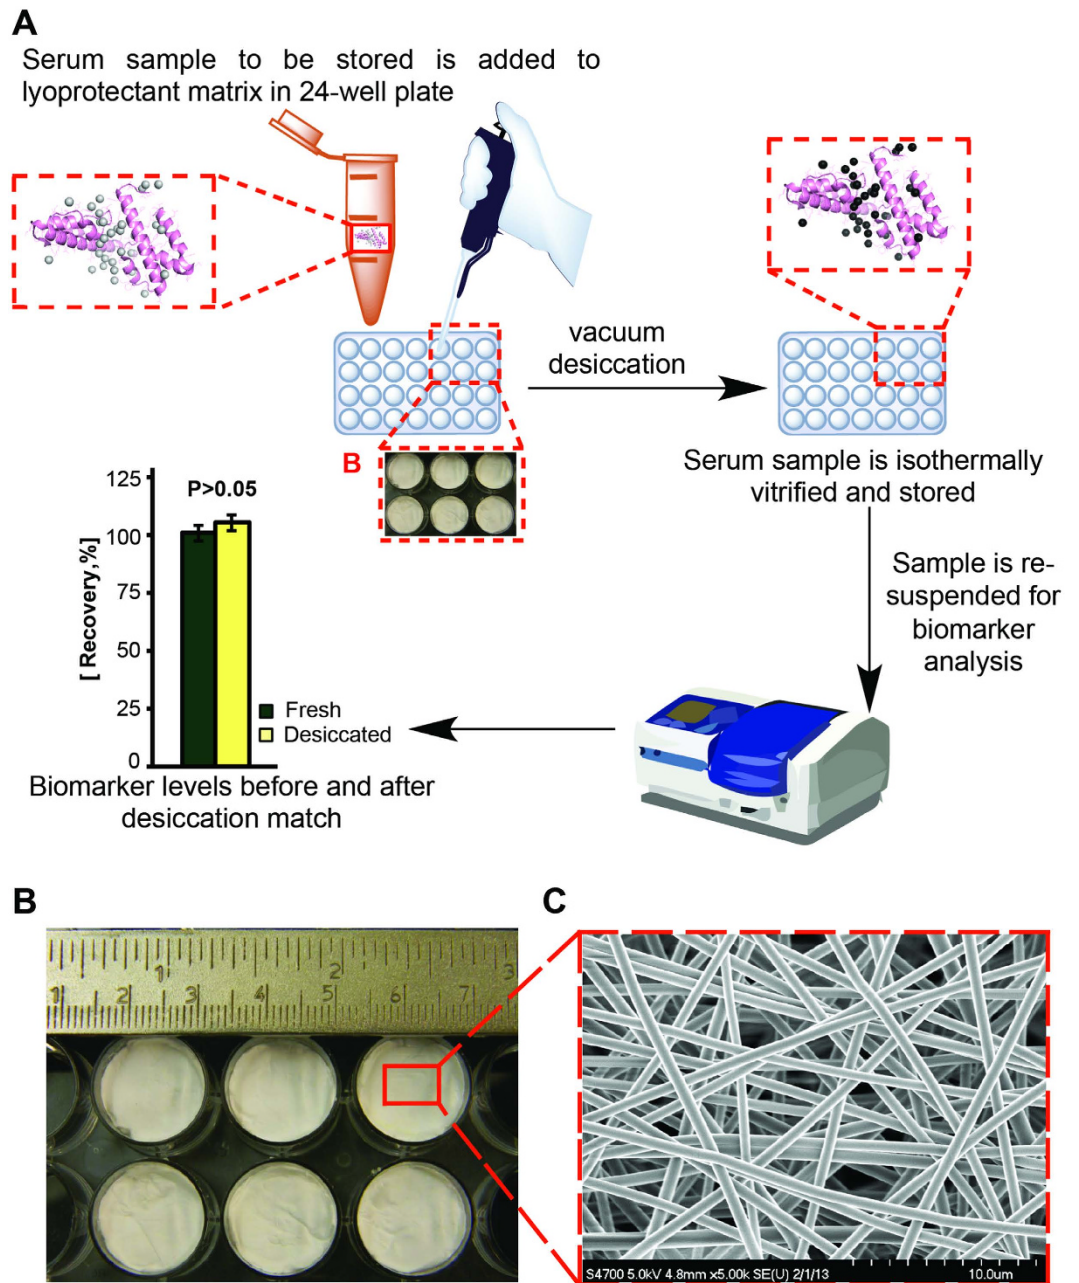 A
Serum sample to be stored is added to
lyoprotectant matrix in 24-well plate
vacuum
desiccation
B
Serum sample is isothermally
vitrified and stored
Sample is re-
suspended for
biomarker
analysis
125
100
75
50
25
0
[ Recovery,%]
P>0.05
Fresh
Desiccated
Biomarker levels before and after
desiccation match
B
1 2 3
1 2 3 4 5 6 7
C
S4700 5.0kV 4.8mm x5.00k SE(U) 2/1/13 10.0um